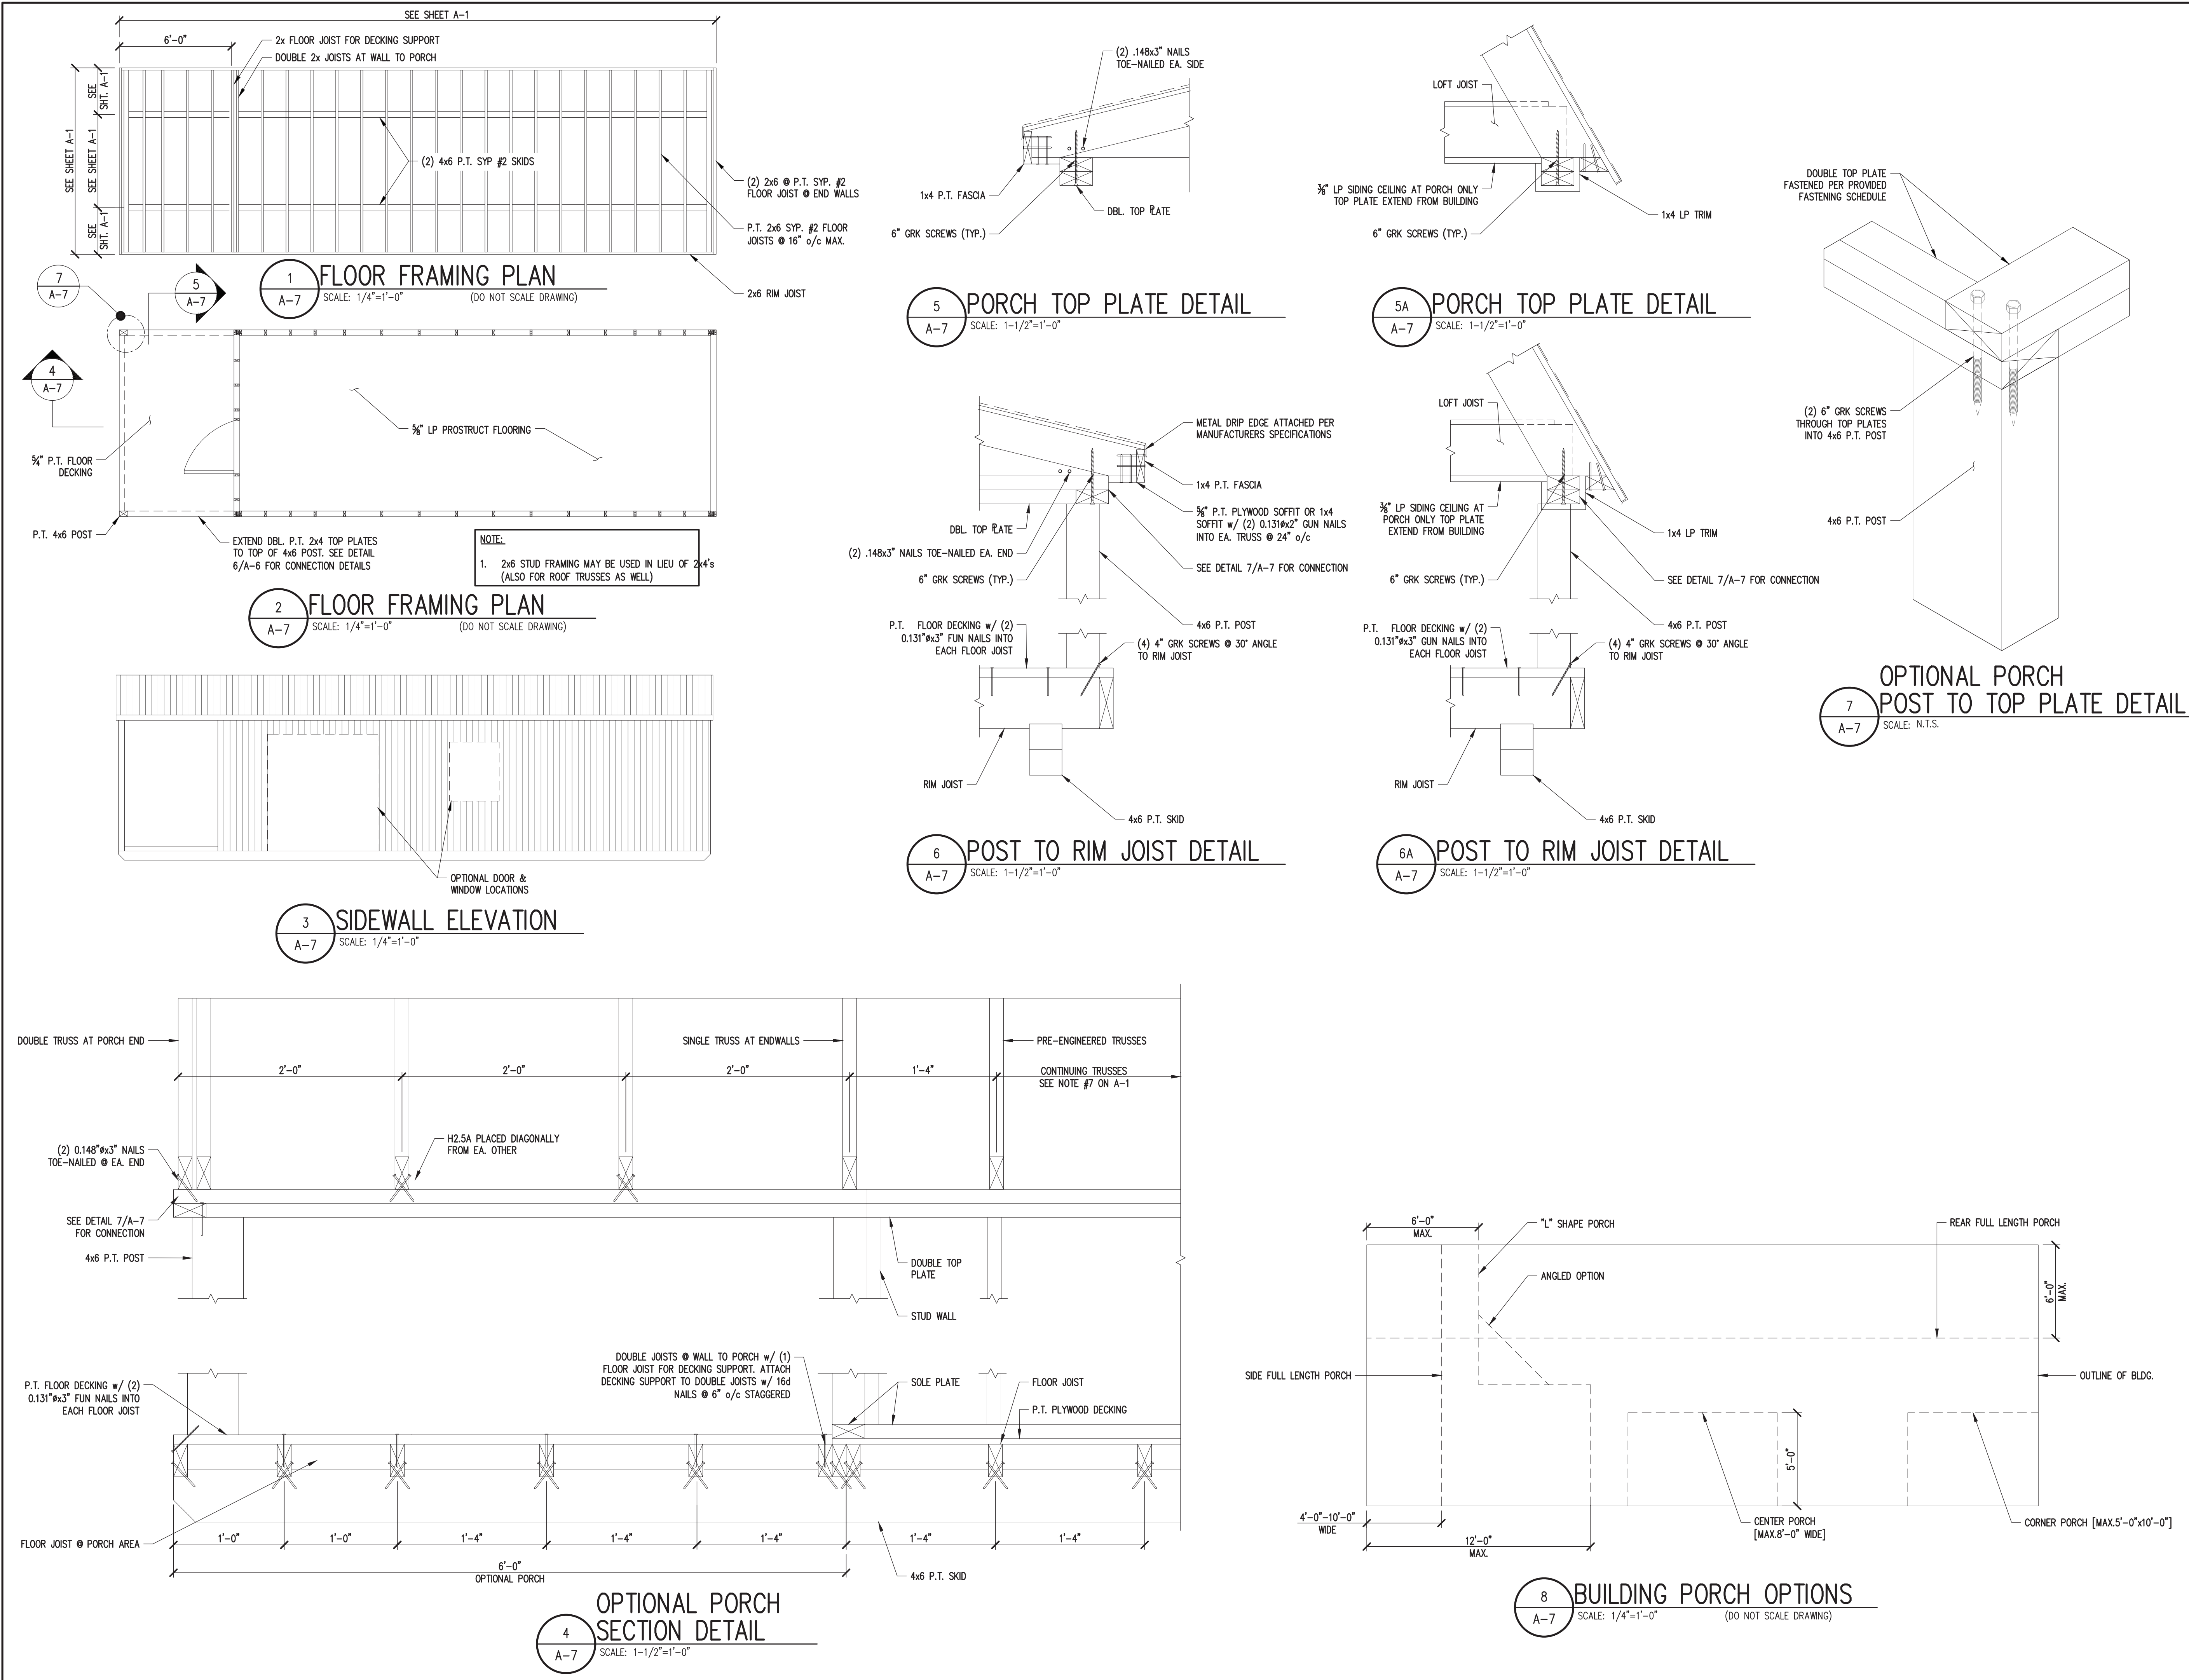 SEE SHEET A-1
6'-0"
2x FLOOR JOIST FOR DECKING SUPPORT
DOUBLE 2x JOISTS AT WALL TO PORCH
SEE SHEET A-1
SEE
SHT. A-1
SEE SHEET A-1
SEE
SHT. A-1
(2) 4x6 P.T. SYP #2 SKIDS
(2) 2x6 @ P.T. SYP. #2
FLOOR JOIST @ END WALLS
P.T. 2x6 SYP. #2 FLOOR
JOISTS @ 16" o/c MAX.
2x6 RIM JOIST
1
A-7
FLOOR FRAMING PLAN
SCALE: 1/4"=1'-0"
(DO NOT SCALE DRAWING)
7
A-7
5
A-7
4
A-7
⅝" LP PROSTRUCT FLOORING
5/4" P.T. FLOOR
DECKING
P.T. 4x6 POST
EXTEND DBL. P.T. 2x4 TOP PLATES
TO TOP OF 4x6 POST. SEE DETAIL
6/A-6 FOR CONNECTION DETAILS
NOTE:
1. 2x6 STUD FRAMING MAY BE USED IN LIEU OF 2x4's
(ALSO FOR ROOF TRUSSES AS WELL)
2
A-7
FLOOR FRAMING PLAN
SCALE: 1/4"=1'-0"
(DO NOT SCALE DRAWING)
OPTIONAL DOOR &
WINDOW LOCATIONS
3
A-7
SIDEWALL ELEVATION
SCALE: 1/4"=1'-0"
(2) .148x3" NAILS
TOE-NAILED EA. SIDE
1x4 P.T. FASCIA
DBL. TOP PLATE
6" GRK SCREWS (TYP.)
5
A-7
PORCH TOP PLATE DETAIL
SCALE: 1-1/2"=1'-0"
LOFT JOIST
⅜" LP SIDING CEILING AT PORCH ONLY
TOP PLATE EXTEND FROM BUILDING
1x4 LP TRIM
6" GRK SCREWS (TYP.)
5A
A-7
PORCH TOP PLATE DETAIL
SCALE: 1-1/2"=1'-0"
METAL DRIP EDGE ATTACHED PER
MANUFACTURERS SPECIFICATIONS
1x4 P.T. FASCIA
⅝" P.T. PLYWOOD SOFFIT OR 1x4
SOFFIT w/ (2) 0.131øx2" GUN NAILS
INTO EA. TRUSS @ 24" o/c
DBL. TOP PLATE
(2) .148x3" NAILS TOE-NAILED EA. END
6" GRK SCREWS (TYP.)
SEE DETAIL 7/A-7 FOR CONNECTION
4x6 P.T. POST
P.T. FLOOR DECKING w/ (2)
0.131"øx3" FUN NAILS INTO
EACH FLOOR JOIST
(4) 4" GRK SCREWS @ 30° ANGLE
TO RIM JOIST
RIM JOIST
4x6 P.T. SKID
6
A-7
POST TO RIM JOIST DETAIL
SCALE: 1-1/2"=1'-0"
LOFT JOIST
⅜" LP SIDING CEILING AT
PORCH ONLY TOP PLATE
EXTEND FROM BUILDING
1x4 LP TRIM
6" GRK SCREWS (TYP.)
SEE DETAIL 7/A-7 FOR CONNECTION
4x6 P.T. POST
P.T. FLOOR DECKING w/ (2)
0.131"øx3" GUN NAILS INTO
EACH FLOOR JOIST
(4) 4" GRK SCREWS @ 30° ANGLE
TO RIM JOIST
RIM JOIST
4x6 P.T. SKID
6A
A-7
POST TO RIM JOIST DETAIL
SCALE: 1-1/2"=1'-0"
DOUBLE TOP PLATE
FASTENED PER PROVIDED
FASTENING SCHEDULE
(2) 6" GRK SCREWS
THROUGH TOP PLATES
INTO 4x6 P.T. POST
4x6 P.T. POST
7
A-7
OPTIONAL PORCH
POST TO TOP PLATE DETAIL
SCALE: N.T.S.
DOUBLE TRUSS AT PORCH END
SINGLE TRUSS AT ENDWALLS
PRE-ENGINEERED TRUSSES
2'-0"
2'-0"
2'-0"
1'-4"
CONTINUING TRUSSES
SEE NOTE #7 ON A-1
(2) 0.148"øx3" NAILS
TOE-NAILED @ EA. END
H2.5A PLACED DIAGONALLY
FROM EA. OTHER
SEE DETAIL 7/A-7
FOR CONNECTION
4x6 P.T. POST
DOUBLE TOP
PLATE
STUD WALL
DOUBLE JOISTS @ WALL TO PORCH w/ (1)
FLOOR JOIST FOR DECKING SUPPORT. ATTACH
DECKING SUPPORT TO DOUBLE JOISTS w/ 16d
NAILS @ 6" o/c STAGGERED
P.T. FLOOR DECKING w/ (2)
0.131"øx3" FUN NAILS INTO
EACH FLOOR JOIST
SOLE PLATE
FLOOR JOIST
P.T. PLYWOOD DECKING
FLOOR JOIST @ PORCH AREA
1'-0"
1'-0"
1'-4"
1'-4"
1'-4"
1'-4"
1'-4"
6'-0"
OPTIONAL PORCH
4x6 P.T. SKID
4
A-7
OPTIONAL PORCH
SECTION DETAIL
SCALE: 1-1/2"=1'-0"
6'-0"
MAX.
"L" SHAPE PORCH
REAR FULL LENGTH PORCH
ANGLED OPTION
6'-0"
MAX.
SIDE FULL LENGTH PORCH
OUTLINE OF BLDG.
5'-0"
4'-0"-10'-0"
WIDE
12'-0"
MAX.
CENTER PORCH
[MAX.8'-0" WIDE]
CORNER PORCH [MAX.5'-0"x10'-0"]
8
A-7
BUILDING PORCH OPTIONS
SCALE: 1/4"=1'-0"
(DO NOT SCALE DRAWING)